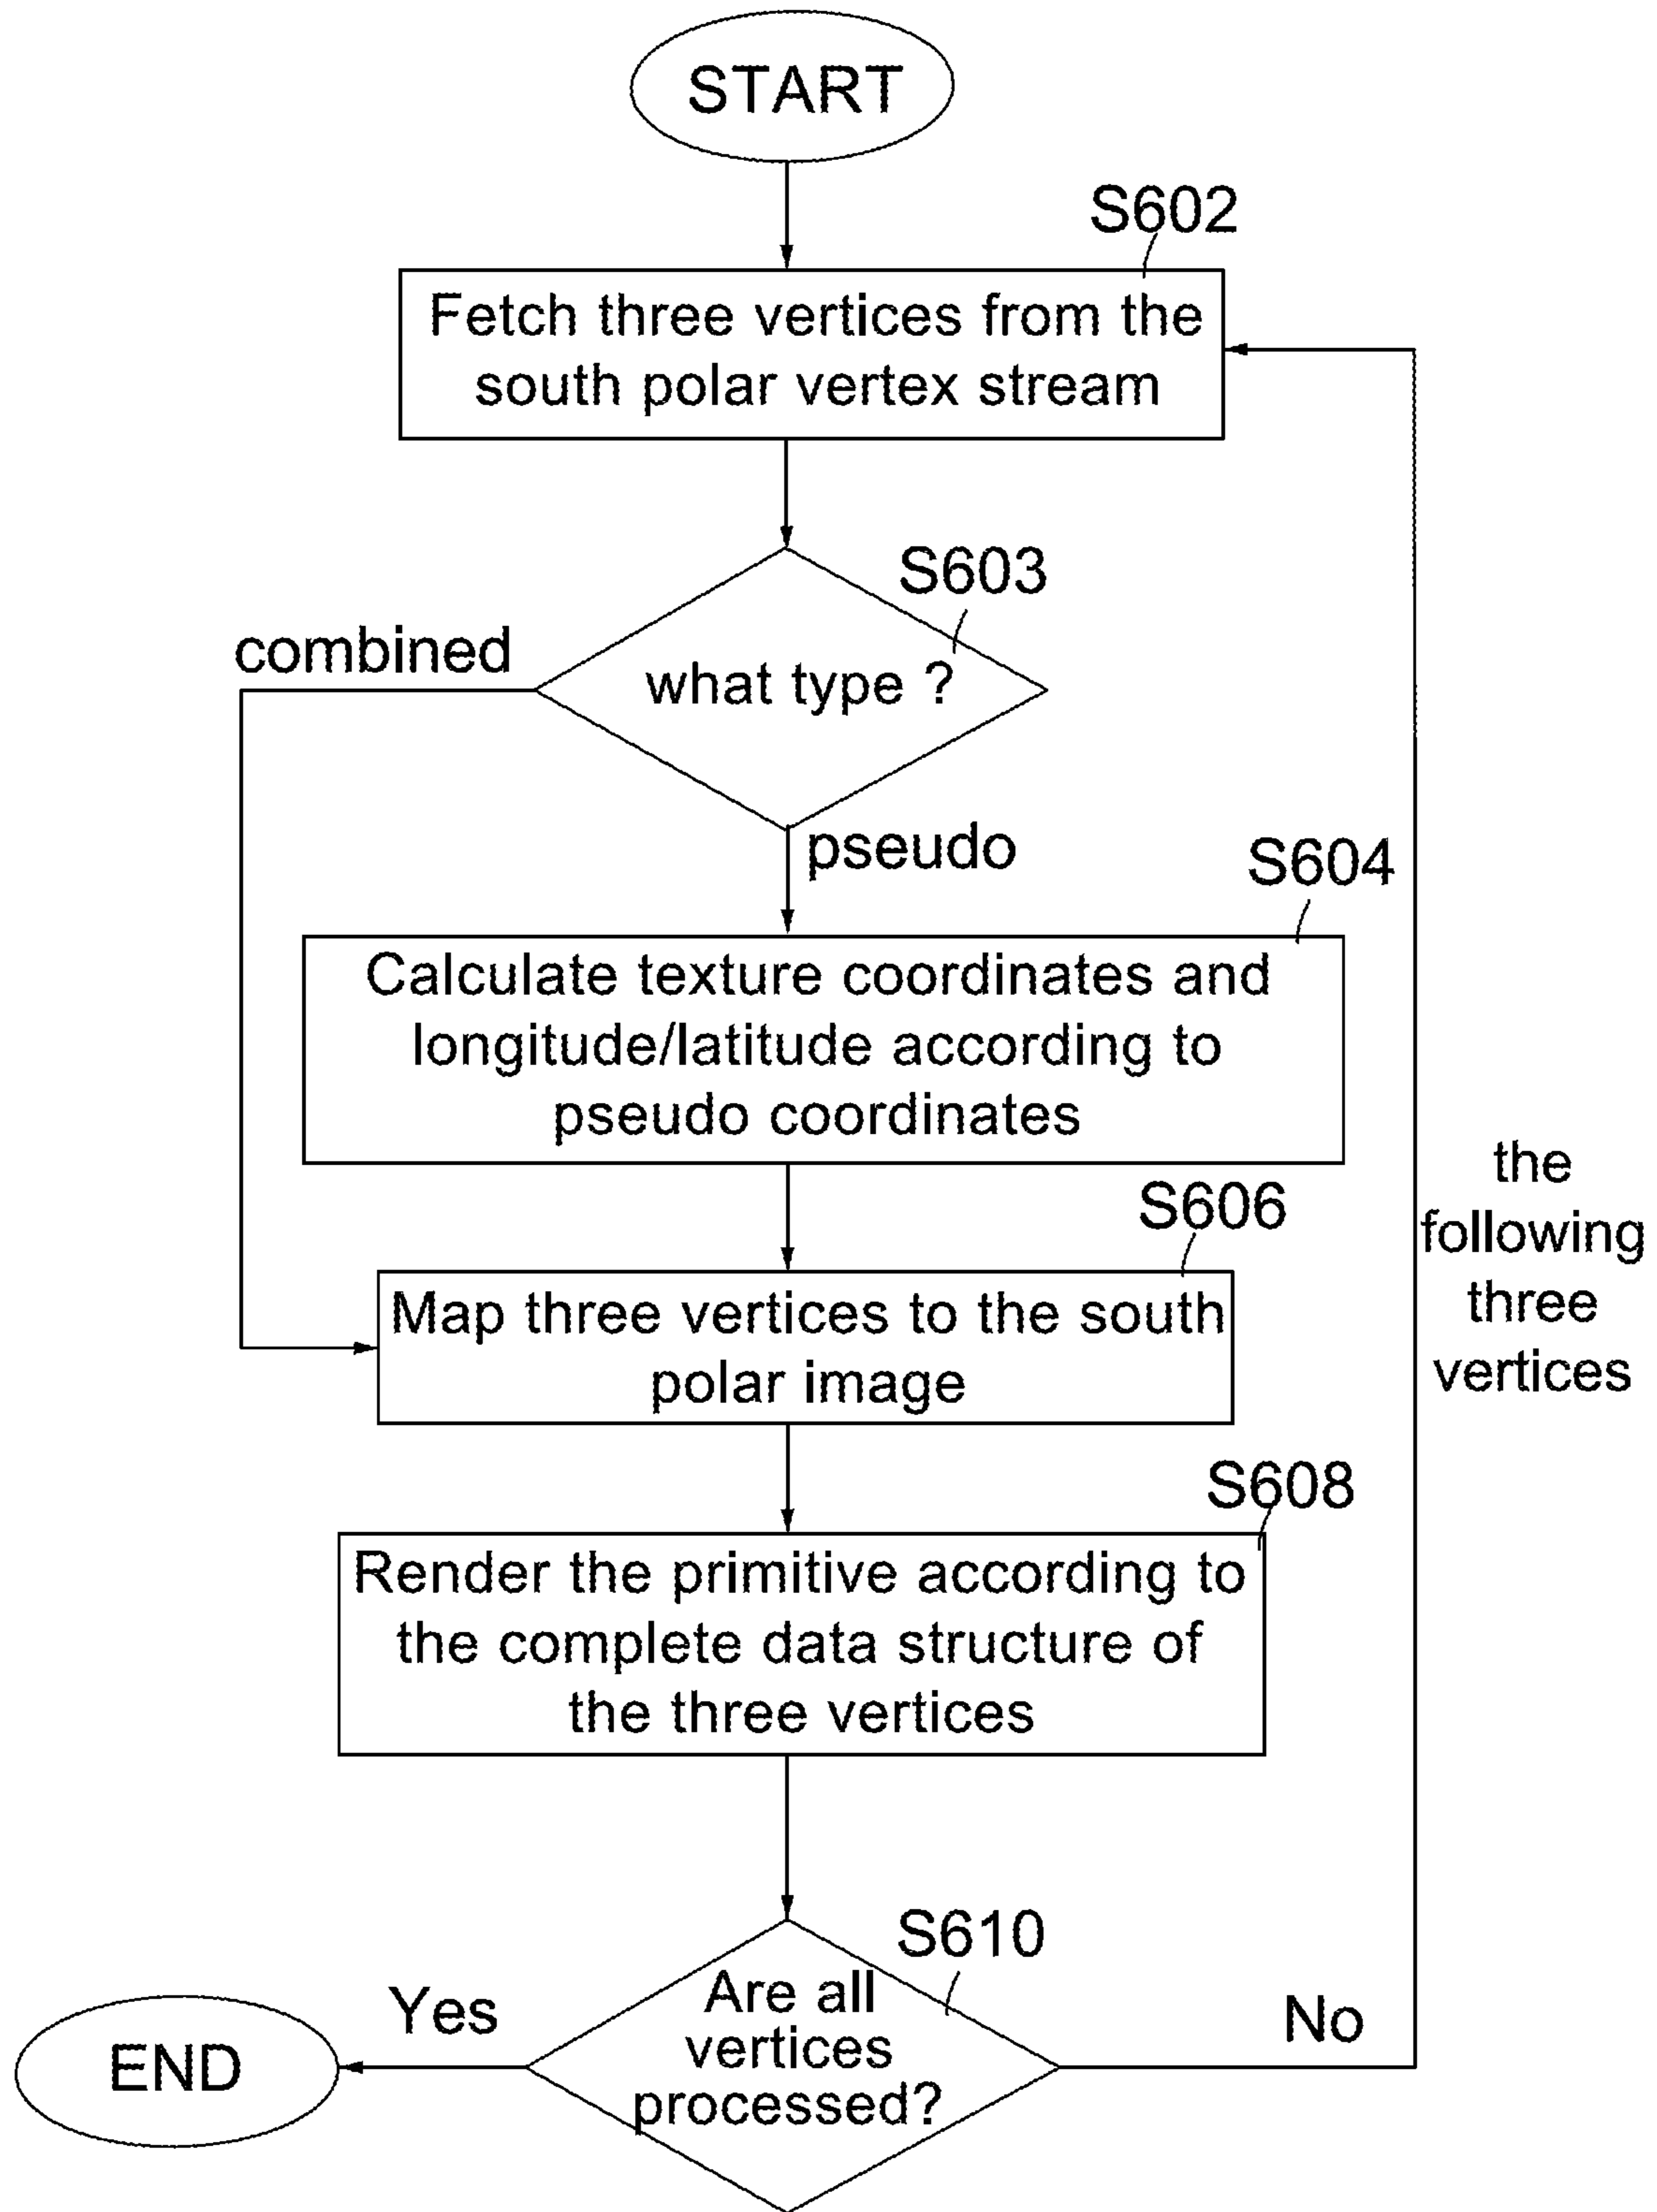 START
S602
Fetch three vertices from the
south polar vertex stream
S603
combined
what type ?
pseudo
S604
Calculate texture coordinates and
longitude/latitude according to
pseudo coordinates
the
following
three
vertices
S606
Map three vertices to the south
polar image
S608
Render the primitive according to
the complete data structure of
the three vertices
S610
Are all
vertices
processed?
Yes
No
END